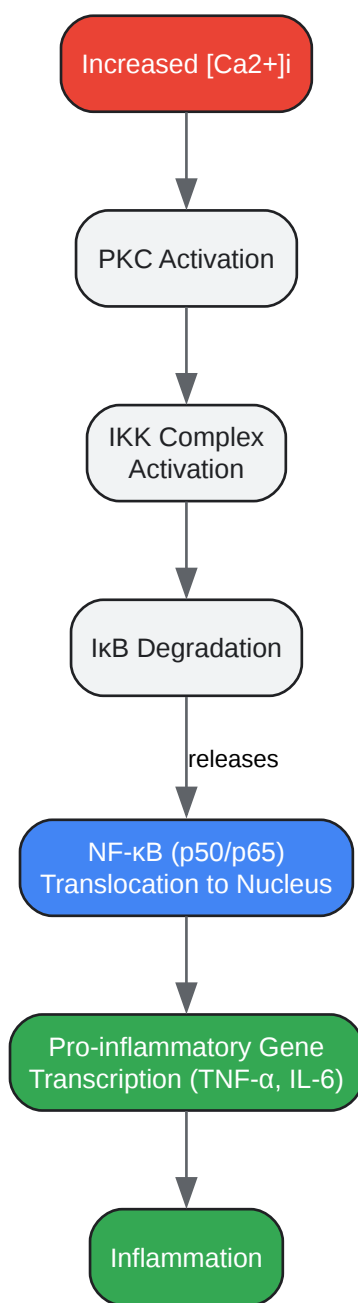 Increased [Ca2+]i
PKC Activation
IKK Complex
Activation
IκB Degradation
releases
NF-κB (p50/p65)
Translocation to Nucleus
Pro-inflammatory Gene
Transcription (TNF-α, IL-6)
Inflammation